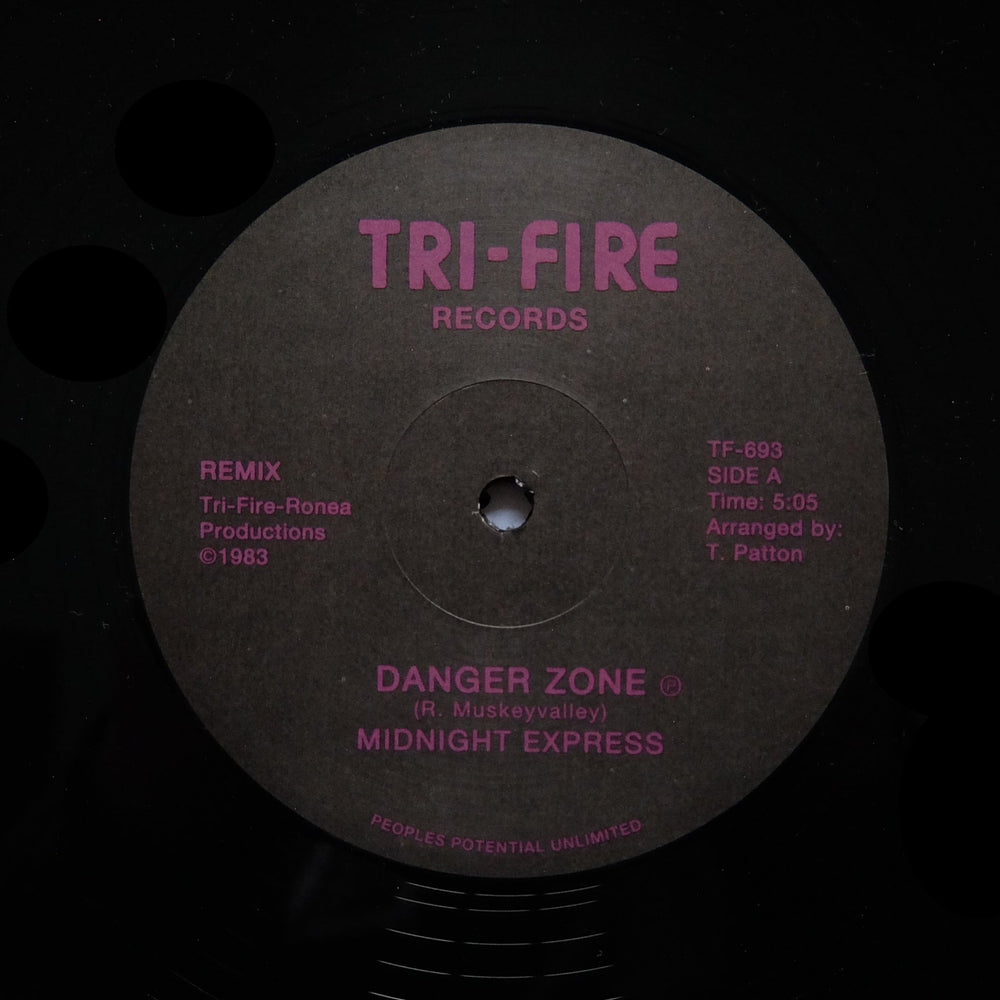 TRI-FIRE
RECORDS
REMIX
Tri-Fire-Ronea
Productions
©1983
TF-693
SIDE A
Time: 5:05
Arranged by:
T. Patton
DANGER ZONE ℗
(R. Muskeyvalley)
MIDNIGHT EXPRESS
PEOPLES POTENTIAL UNLIMITED